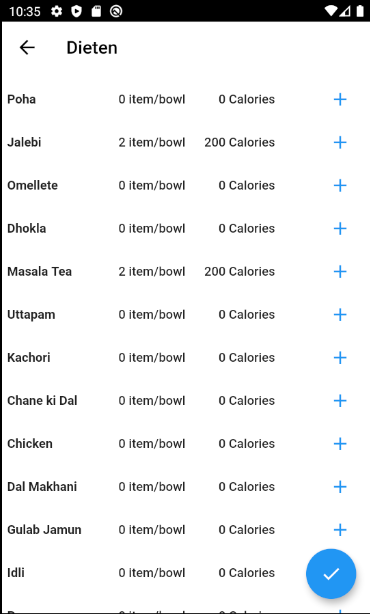 10:35
Dieten
Poha 0 item/bowl 0 Calories
Jalebi 2 item/bowl 200 Calories
Omellete 0 item/bowl 0 Calories
Dhokla 0 item/bowl 0 Calories
Masala Tea 2 item/bowl 200 Calories
Uttapam 0 item/bowl 0 Calories
Kachori 0 item/bowl 0 Calories
Chane ki Dal 0 item/bowl 0 Calories
Chicken 0 item/bowl 0 Calories
Dal Makhani 0 item/bowl 0 Calories
Gulab Jamun 0 item/bowl 0 Calories
Idli 0 item/bowl 0 Calories